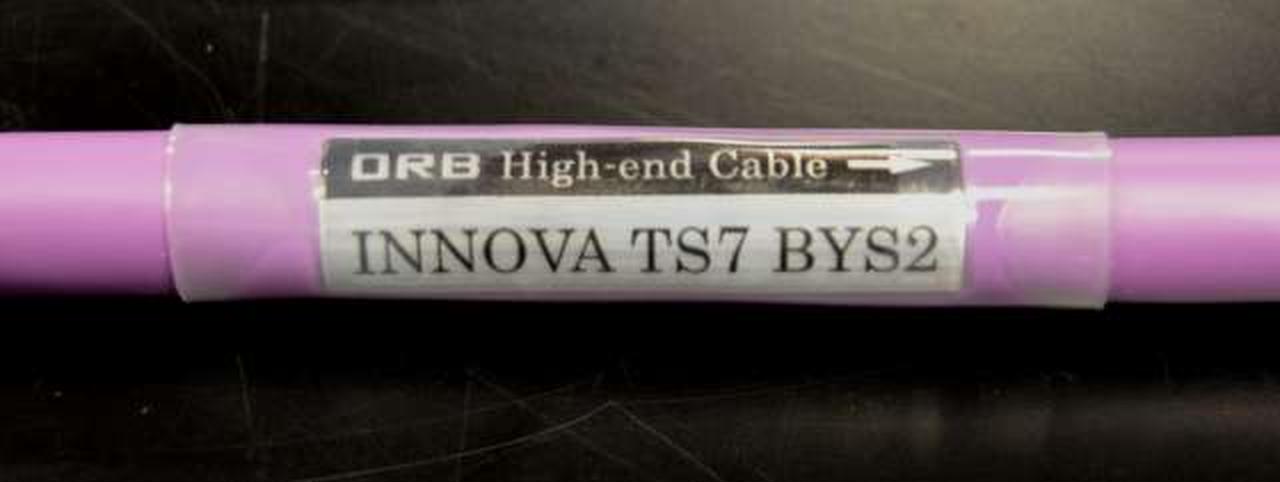 ORB High-end Cable →
INNOVA TS7 BYS2